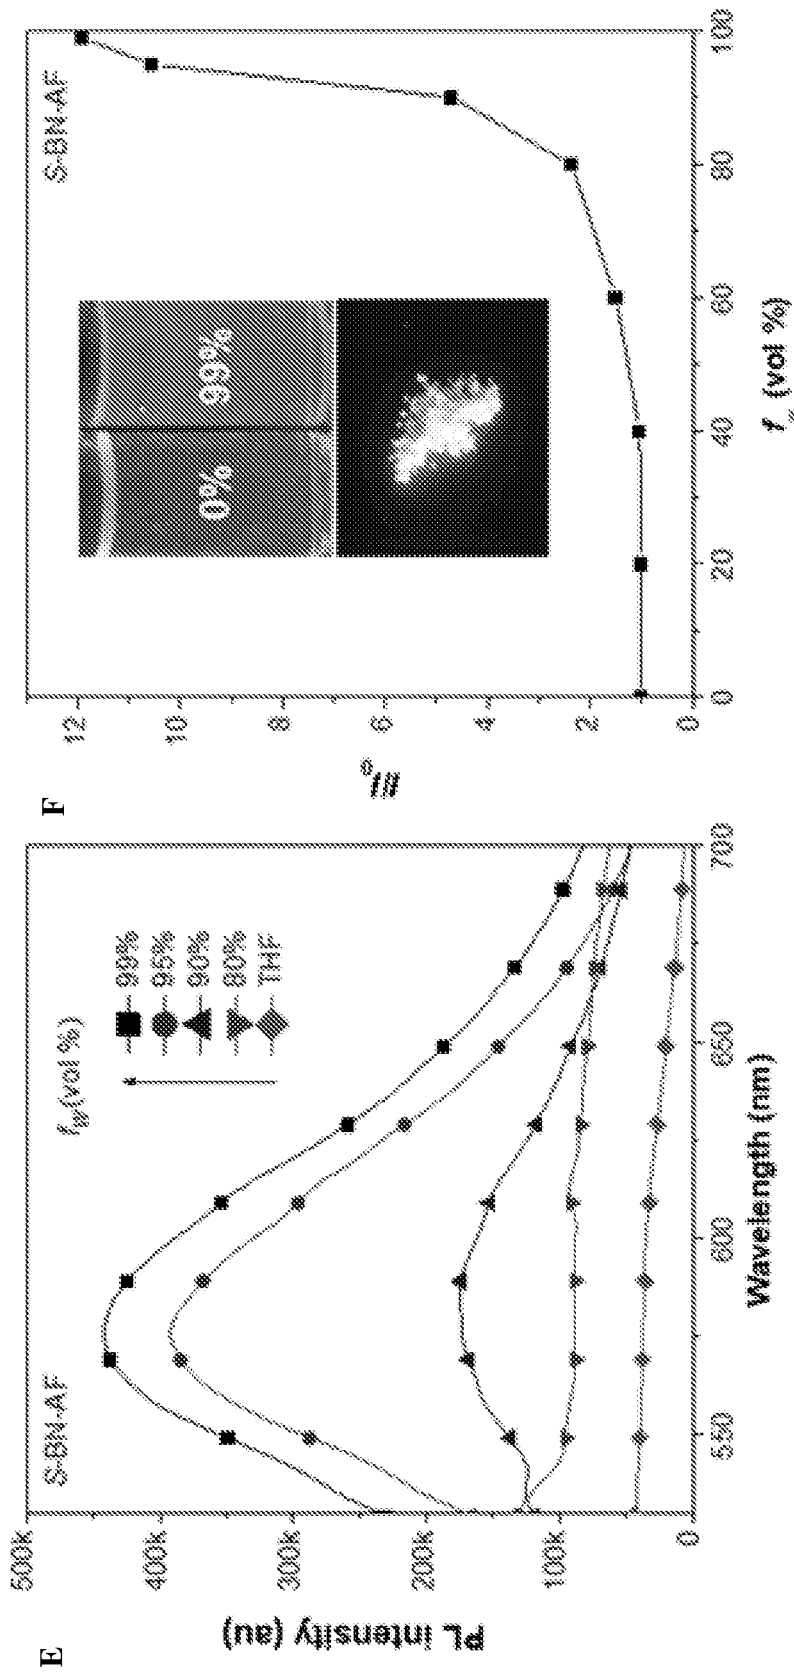 E
S-BN-AF
f_W (vol %)
99%
95%
90%
80%
THF
PL intensity (au)
500k
400k
300k
200k
100k
0
550
600
650
700
Wavelength (nm)
F
S-BN-AF
0%
99%
I/I_0
12
10
8
6
4
2
0
0
20
40
60
80
100
f_w (vol %)